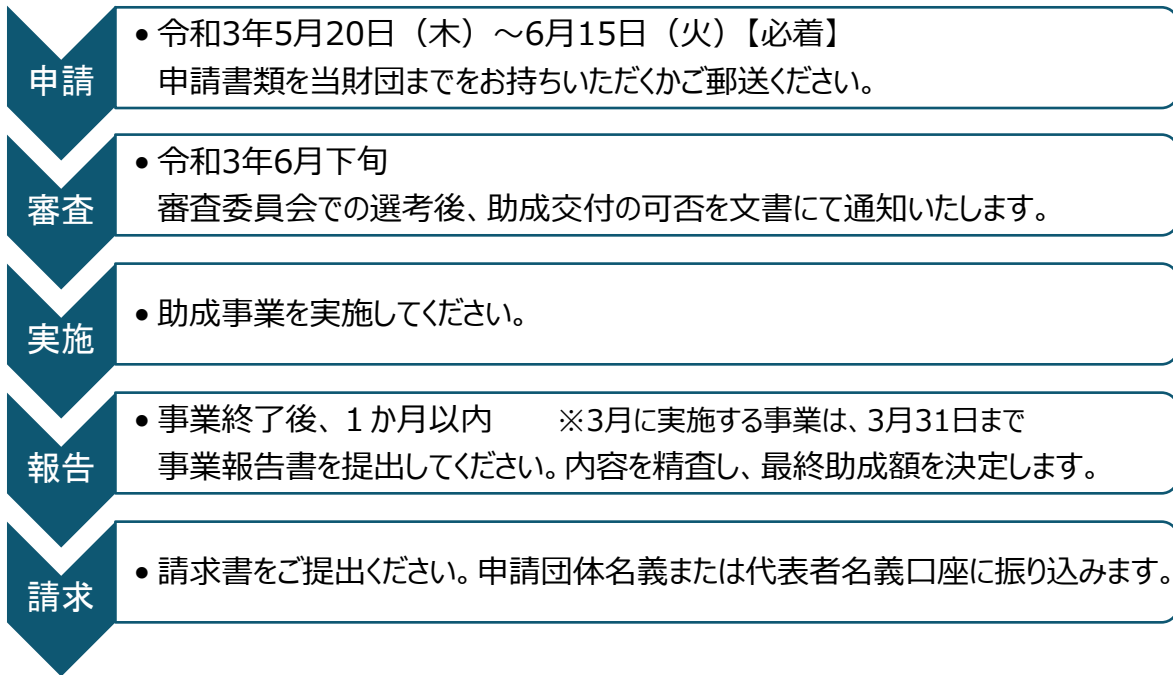 申請
• 令和3年5月20日（木）～6月15日（火）【必着】
申請書類を当財団までをお持ちいただくかご郵送ください。
審査
• 令和3年6月下旬
審査委員会での選考後、助成交付の可否を文書にて通知いたします。
実施
• 助成事業を実施してください。
報告
• 事業終了後、１か月以内　　※3月に実施する事業は、3月31日まで
事業報告書を提出してください。内容を精査し、最終助成額を決定します。
請求
• 請求書をご提出ください。申請団体名義または代表者名義口座に振り込みます。